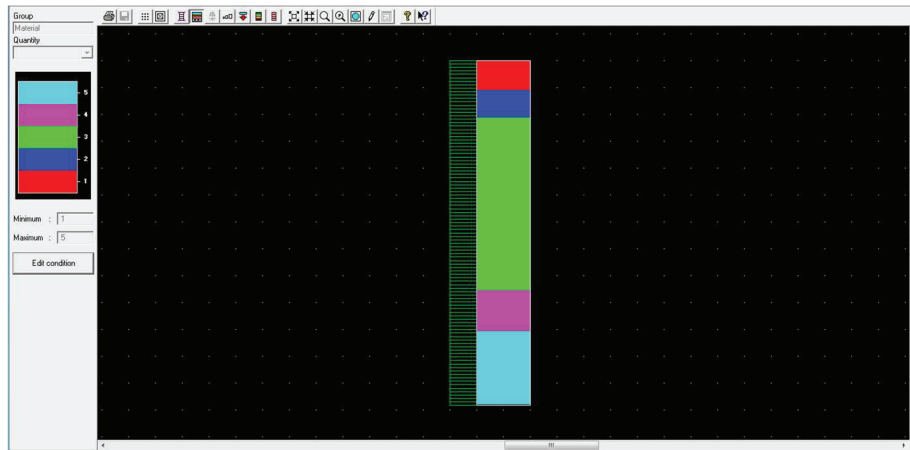 Group
Material
Quantity
5
4
3
2
1
Minimum : 1
Maximum : 5
Edit condition